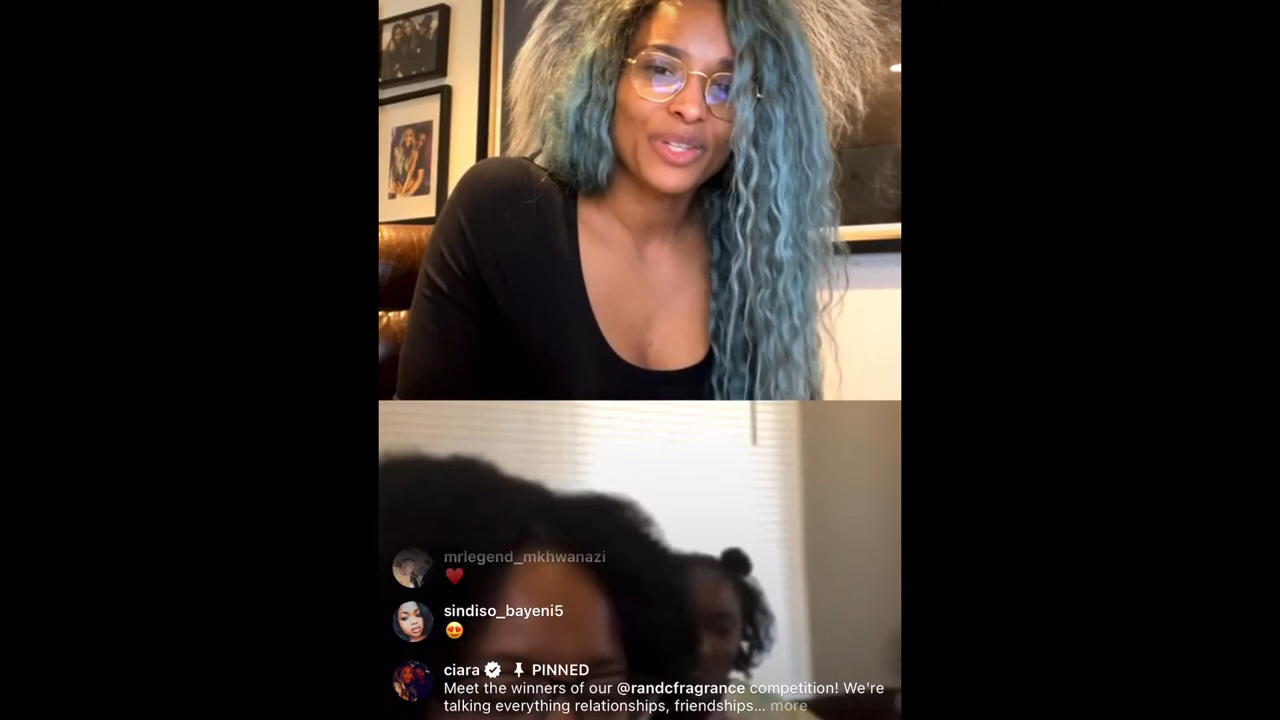 mrlegend_mkhwanazi
❤️
sindiso_bayeni5
😍
ciara PINNED
Meet the winners of our @randcfragrance competition! We're
talking everything relationships, friendships... more